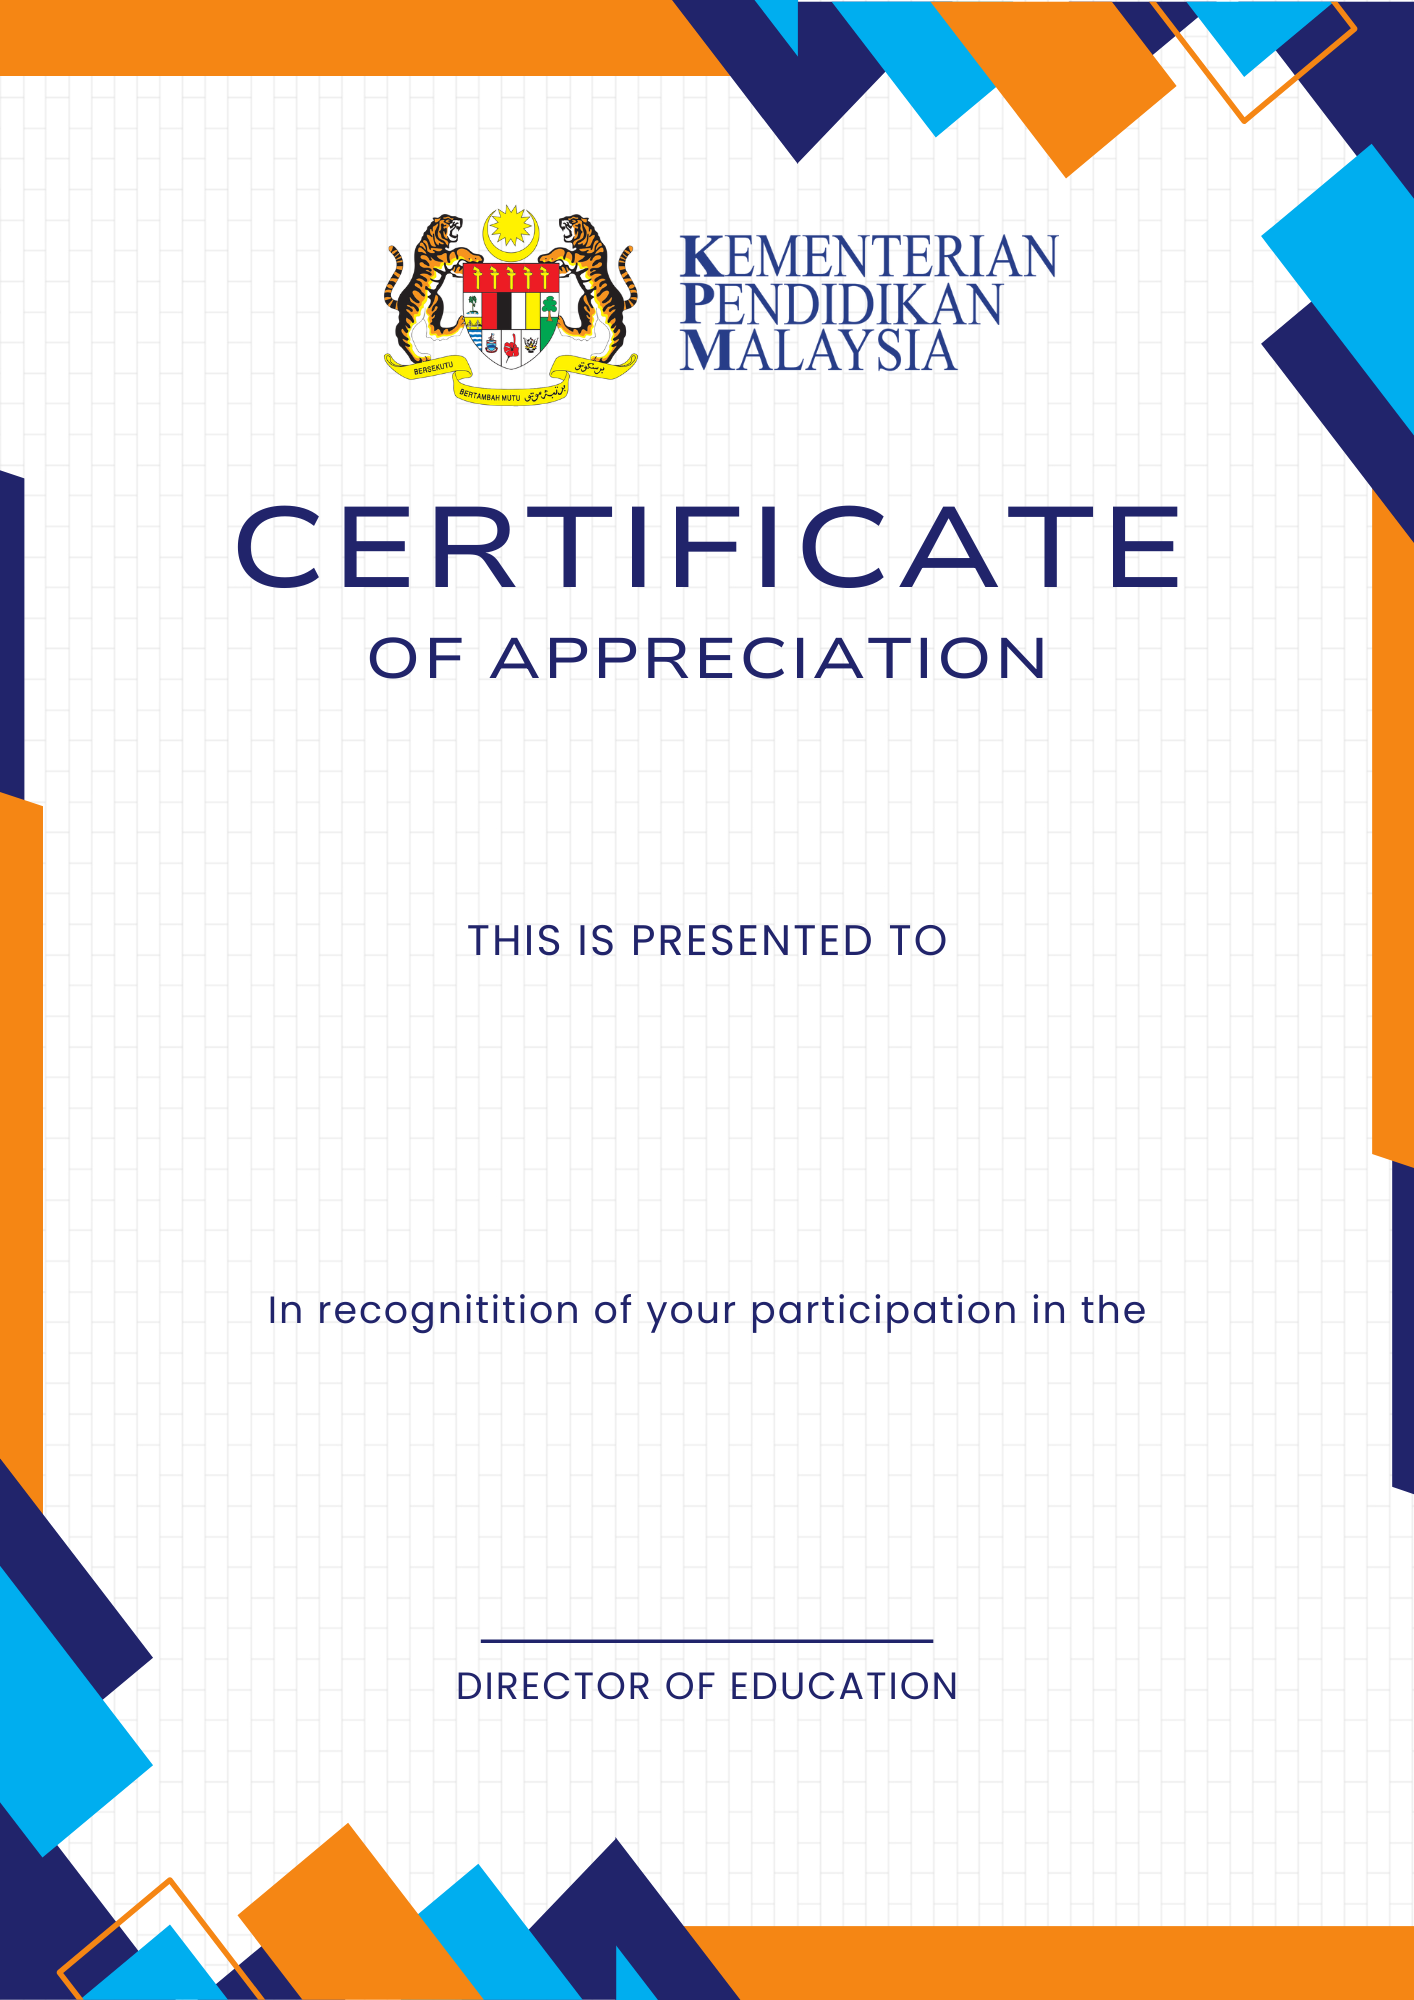 BERSEKUTU
BERTAMBAH MUTU
KEMENTERIAN
PENDIDIKAN
MALAYSIA
CERTIFICATE
OF APPRECIATION
THIS IS PRESENTED TO
In recognitition of your participation in the
DIRECTOR OF EDUCATION